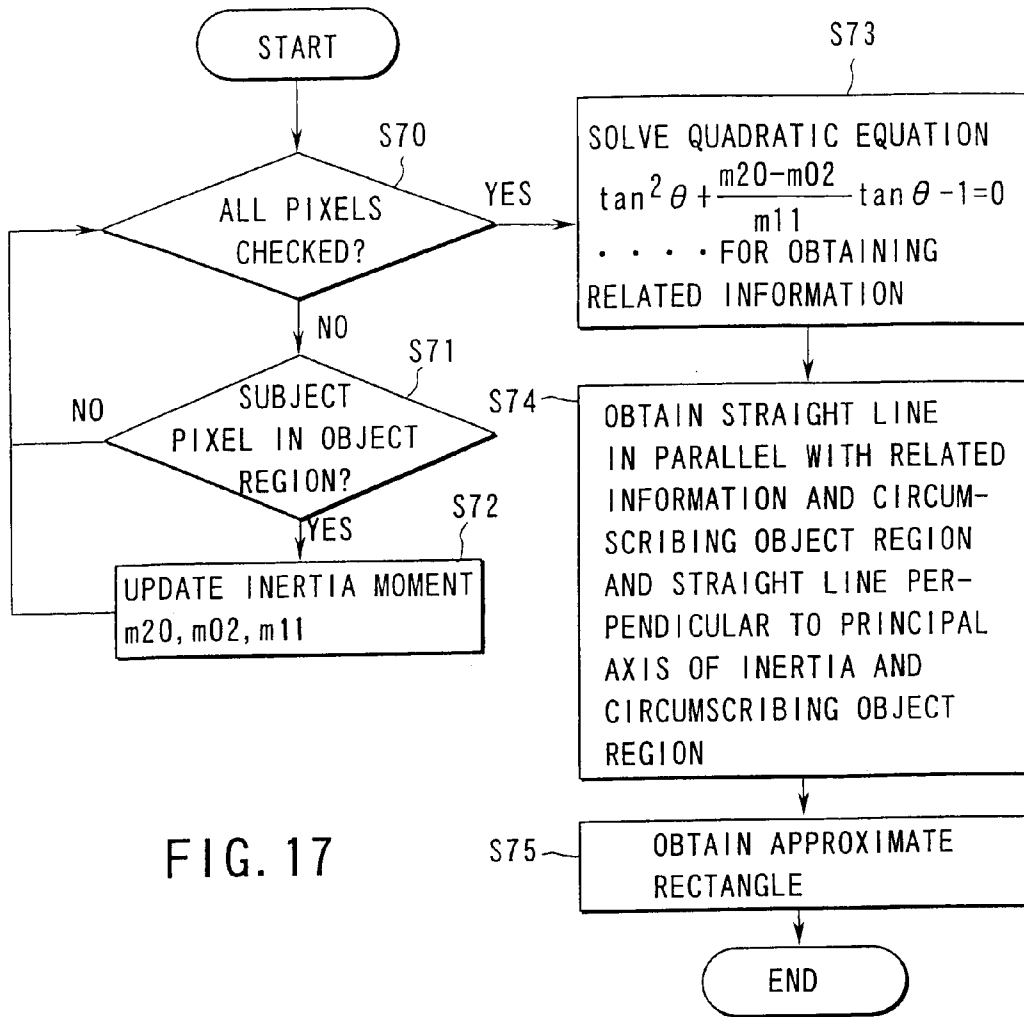 START
S70
ALL PIXELS
CHECKED?
YES
NO
S71
SUBJECT
PIXEL IN OBJECT
REGION?
NO
YES
S72
UPDATE INERTIA MOMENT
m20, m02, m11
S73
SOLVE QUADRATIC EQUATION
tan²θ + (m20-m02)/m11 tanθ -1=0
・・・・FOR OBTAINING
RELATED INFORMATION
S74
OBTAIN STRAIGHT LINE
IN PARALLEL WITH RELATED
INFORMATION AND CIRCUM-
SCRIBING OBJECT REGION
AND STRAIGHT LINE PER-
PENDICULAR TO PRINCIPAL
AXIS OF INERTIA AND
CIRCUMSCRIBING OBJECT
REGION
S75
OBTAIN APPROXIMATE
RECTANGLE
END
FIG. 17